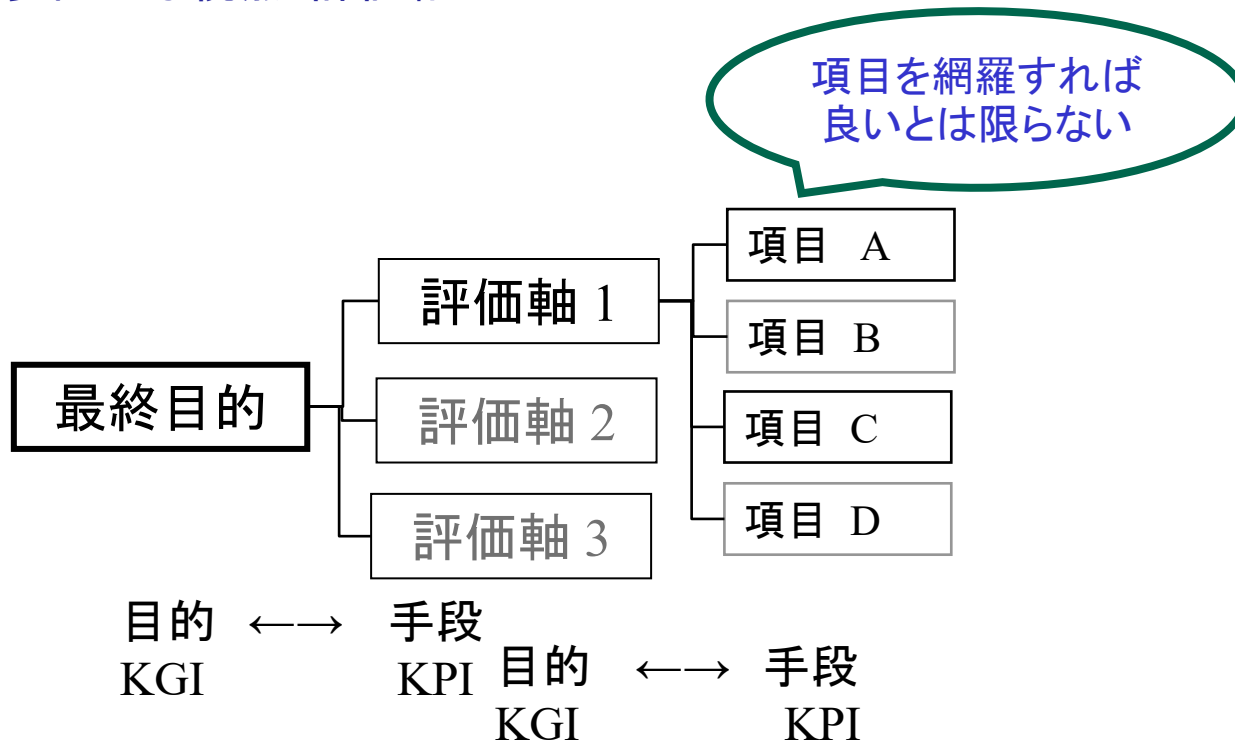 項目を網羅すれば
良いとは限らない
項目 A
評価軸 1
項目 B
最終目的
評価軸 2
項目 C
評価軸 3
項目 D
目的 ←→ 手段
KGI KPI
目的 ←→ 手段
KGI KPI